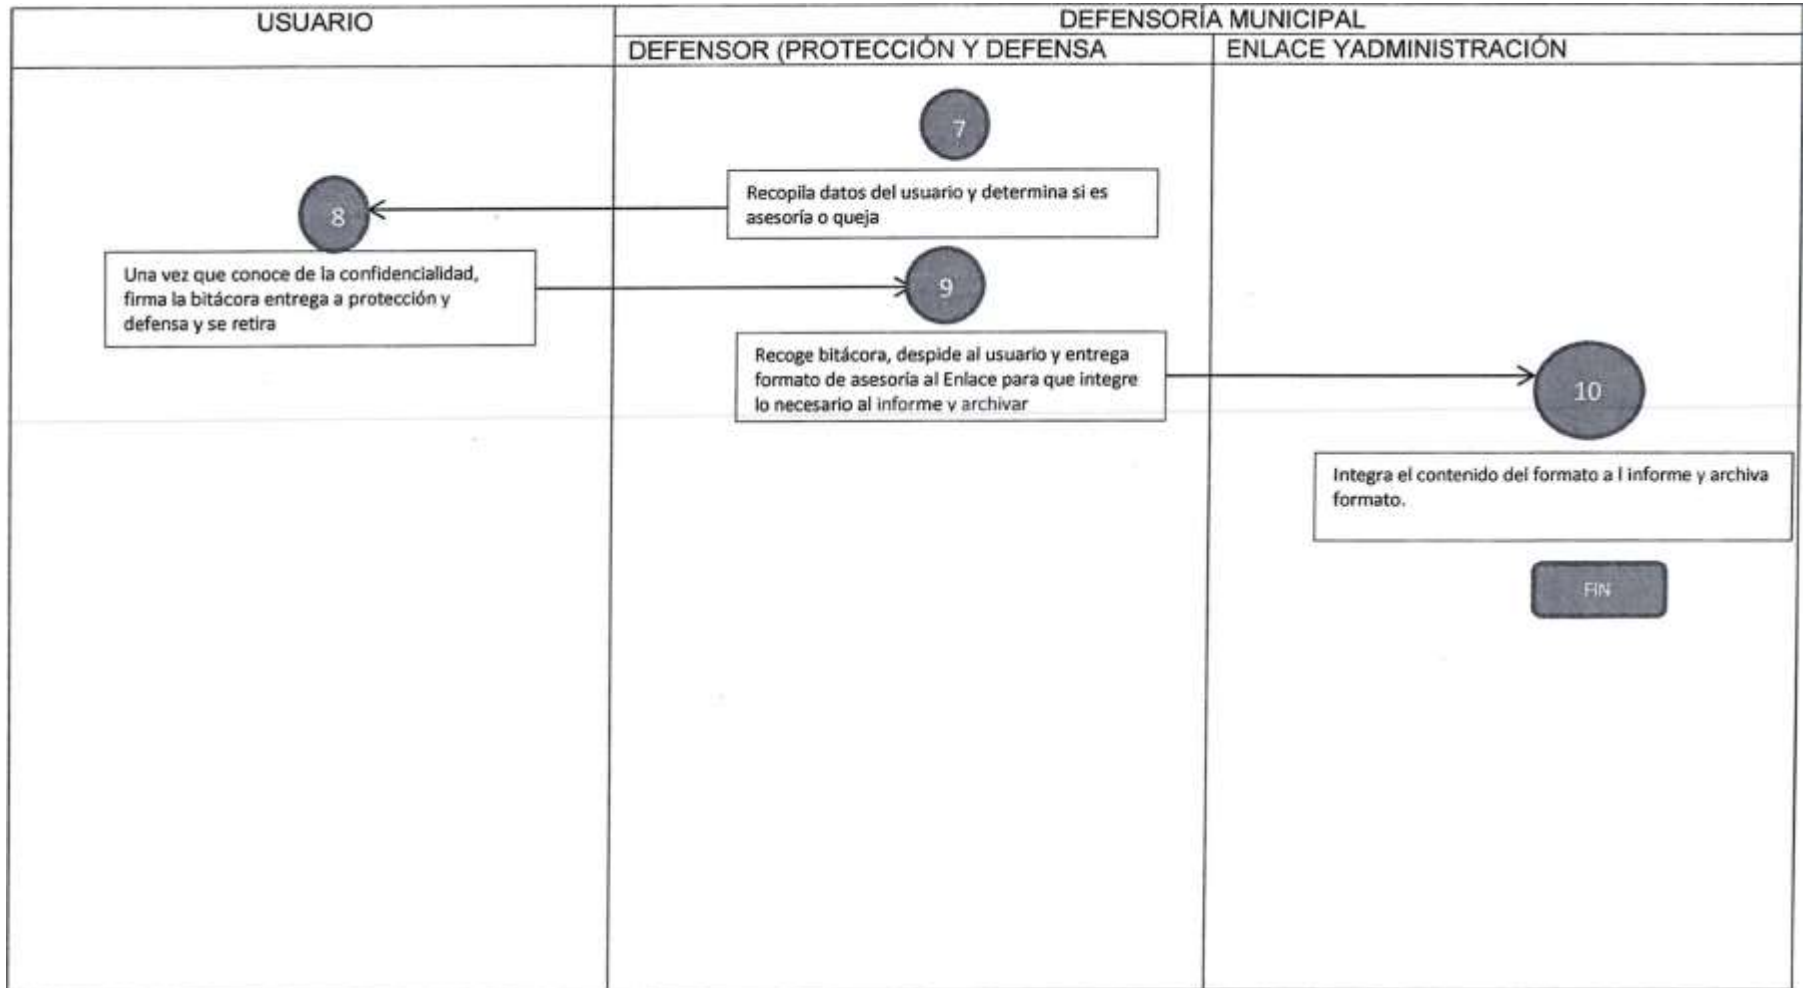 USUARIO
DEFENSORÍA MUNICIPAL
DEFENSOR (PROTECCIÓN Y DEFENSA
ENLACE YADMINISTRACIÓN
7
Recopila datos del usuario y determina si es
asesoría o queja
8
Una vez que conoce de la confidencialidad,
firma la bitácora entrega a protección y
defensa y se retira
9
Recoge bitácora, despide al usuario y entrega
formato de asesoría al Enlace para que integre
lo necesario al informe y archivar
10
Integra el contenido del formato a l informe y archiva
formato.
FIN